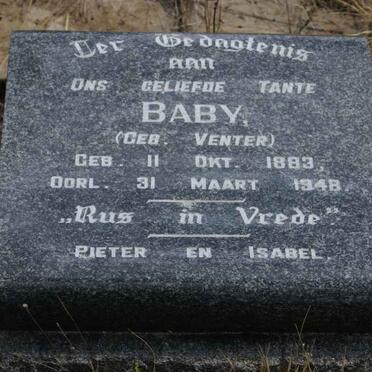 Ter Gedagtenis
aan
Ons geliefde Tante
BABY,
(Geb. Venter)
Geb. 11 Okt. 1883.
Oorl. 31 Maart 1948.
„Rus in Vrede".
Pieter en Isabel.